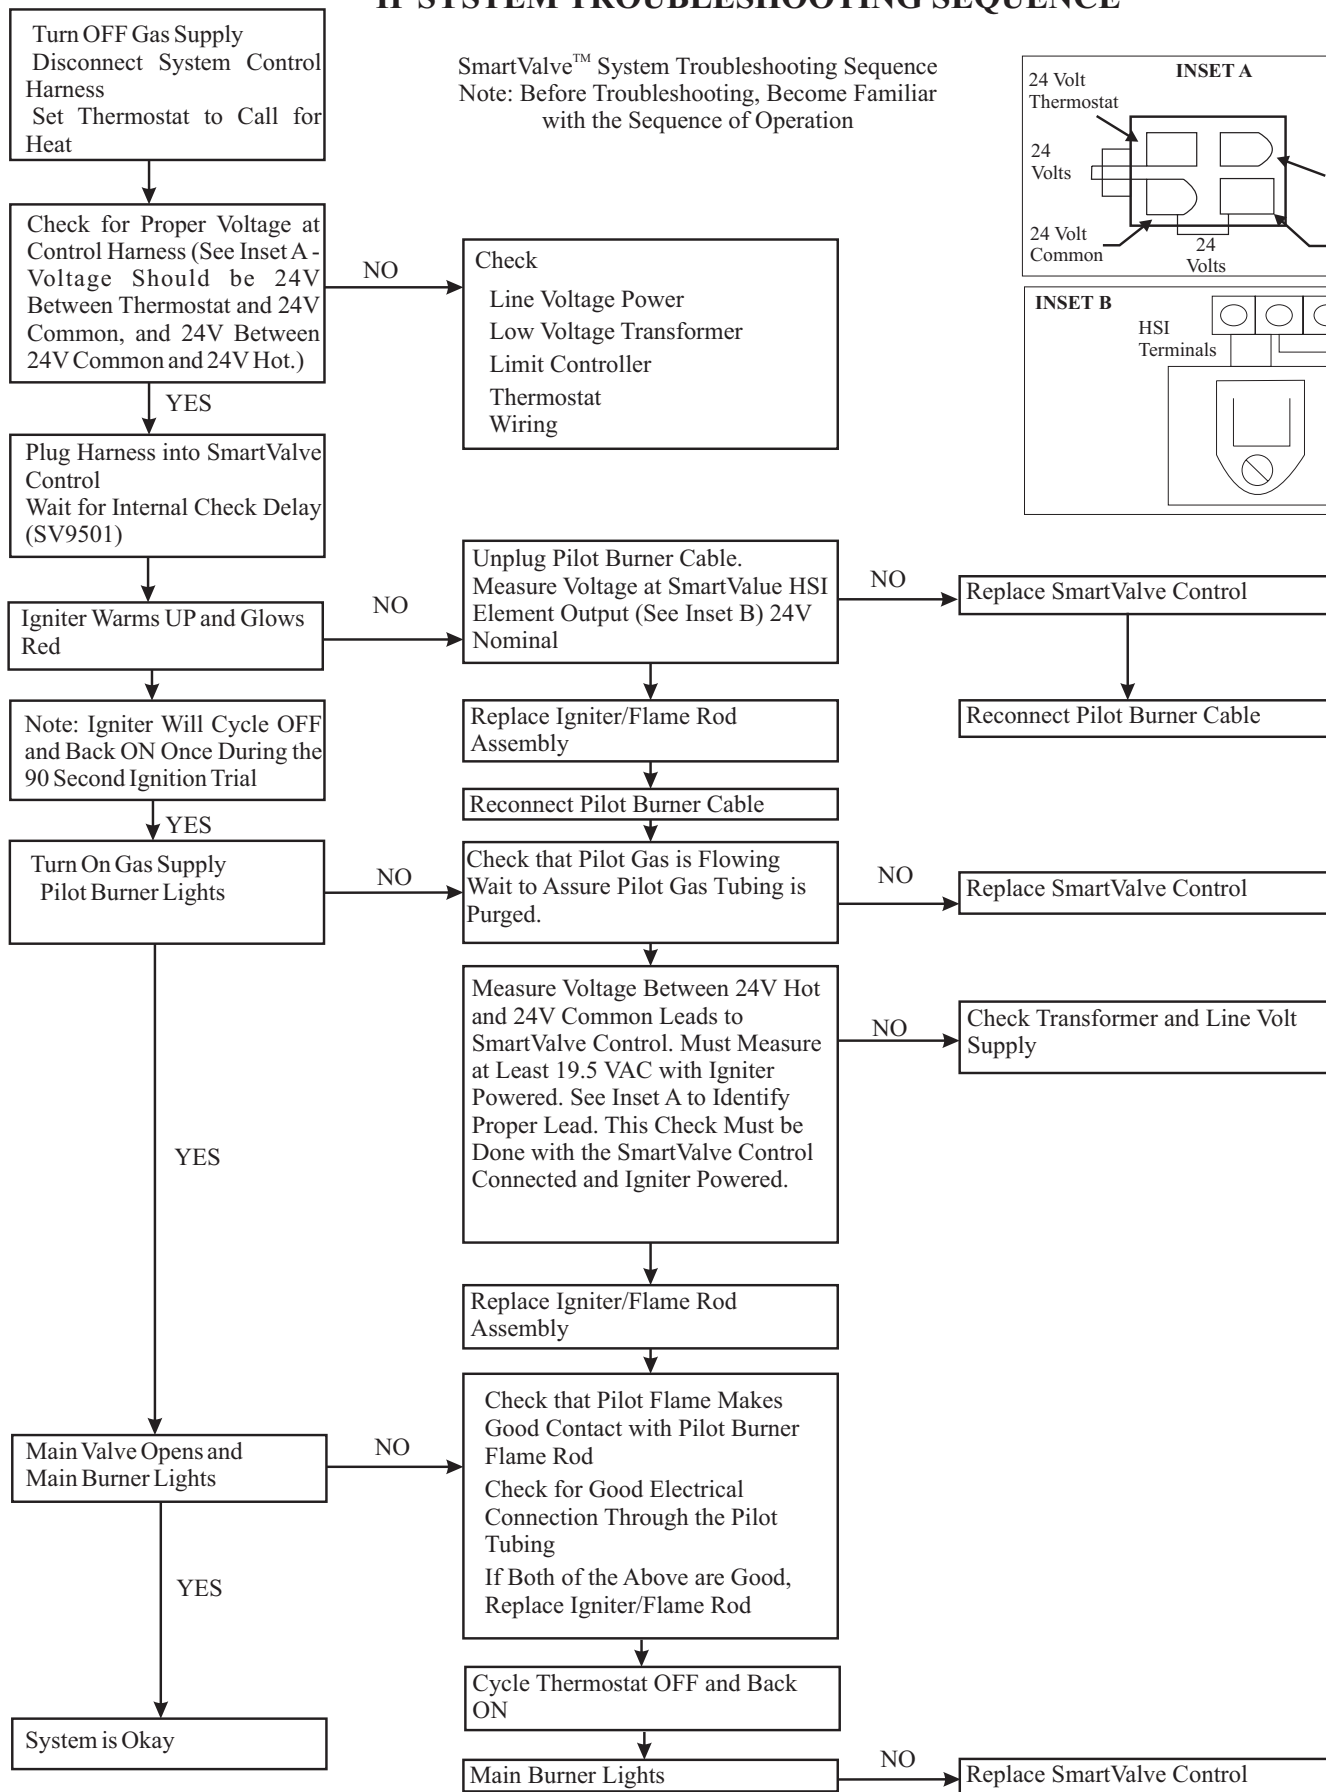 IP SYSTEM TROUBLESHOOTING SEQUENCE
SmartValve™ System Troubleshooting Sequence
Note: Before Troubleshooting, Become Familiar
with the Sequence of Operation
Turn OFF Gas Supply
Disconnect System Control
Harness
Set Thermostat to Call for
Heat
INSET A
24 Volt
Thermostat
24
Volts
24 Volt
Common
24
Volts
Check for Proper Voltage at
Control Harness (See Inset A -
Voltage Should be 24V
Between Thermostat and 24V
Common, and 24V Between
24V Common and 24V Hot.)
NO
Check
Line Voltage Power
Low Voltage Transformer
Limit Controller
Thermostat
Wiring
INSET B
HSI
Terminals
YES
Plug Harness into SmartValve
Control
Wait for Internal Check Delay
(SV9501)
Igniter Warms UP and Glows
Red
NO
Unplug Pilot Burner Cable.
Measure Voltage at SmartValue HSI
Element Output (See Inset B) 24V
Nominal
NO
Replace SmartValve Control
Reconnect Pilot Burner Cable
Note: Igniter Will Cycle OFF
and Back ON Once During the
90 Second Ignition Trial
Replace Igniter/Flame Rod
Assembly
Reconnect Pilot Burner Cable
YES
Turn On Gas Supply
Pilot Burner Lights
NO
Check that Pilot Gas is Flowing
Wait to Assure Pilot Gas Tubing is
Purged.
NO
Replace SmartValve Control
Measure Voltage Between 24V Hot
and 24V Common Leads to
SmartValve Control. Must Measure
at Least 19.5 VAC with Igniter
Powered. See Inset A to Identify
Proper Lead. This Check Must be
Done with the SmartValve Control
Connected and Igniter Powered.
NO
Check Transformer and Line Volt
Supply
YES
Replace Igniter/Flame Rod
Assembly
Main Valve Opens and
Main Burner Lights
NO
Check that Pilot Flame Makes
Good Contact with Pilot Burner
Flame Rod
Check for Good Electrical
Connection Through the Pilot
Tubing
If Both of the Above are Good,
Replace Igniter/Flame Rod
YES
Cycle Thermostat OFF and Back
ON
System is Okay
Main Burner Lights
NO
Replace SmartValve Control